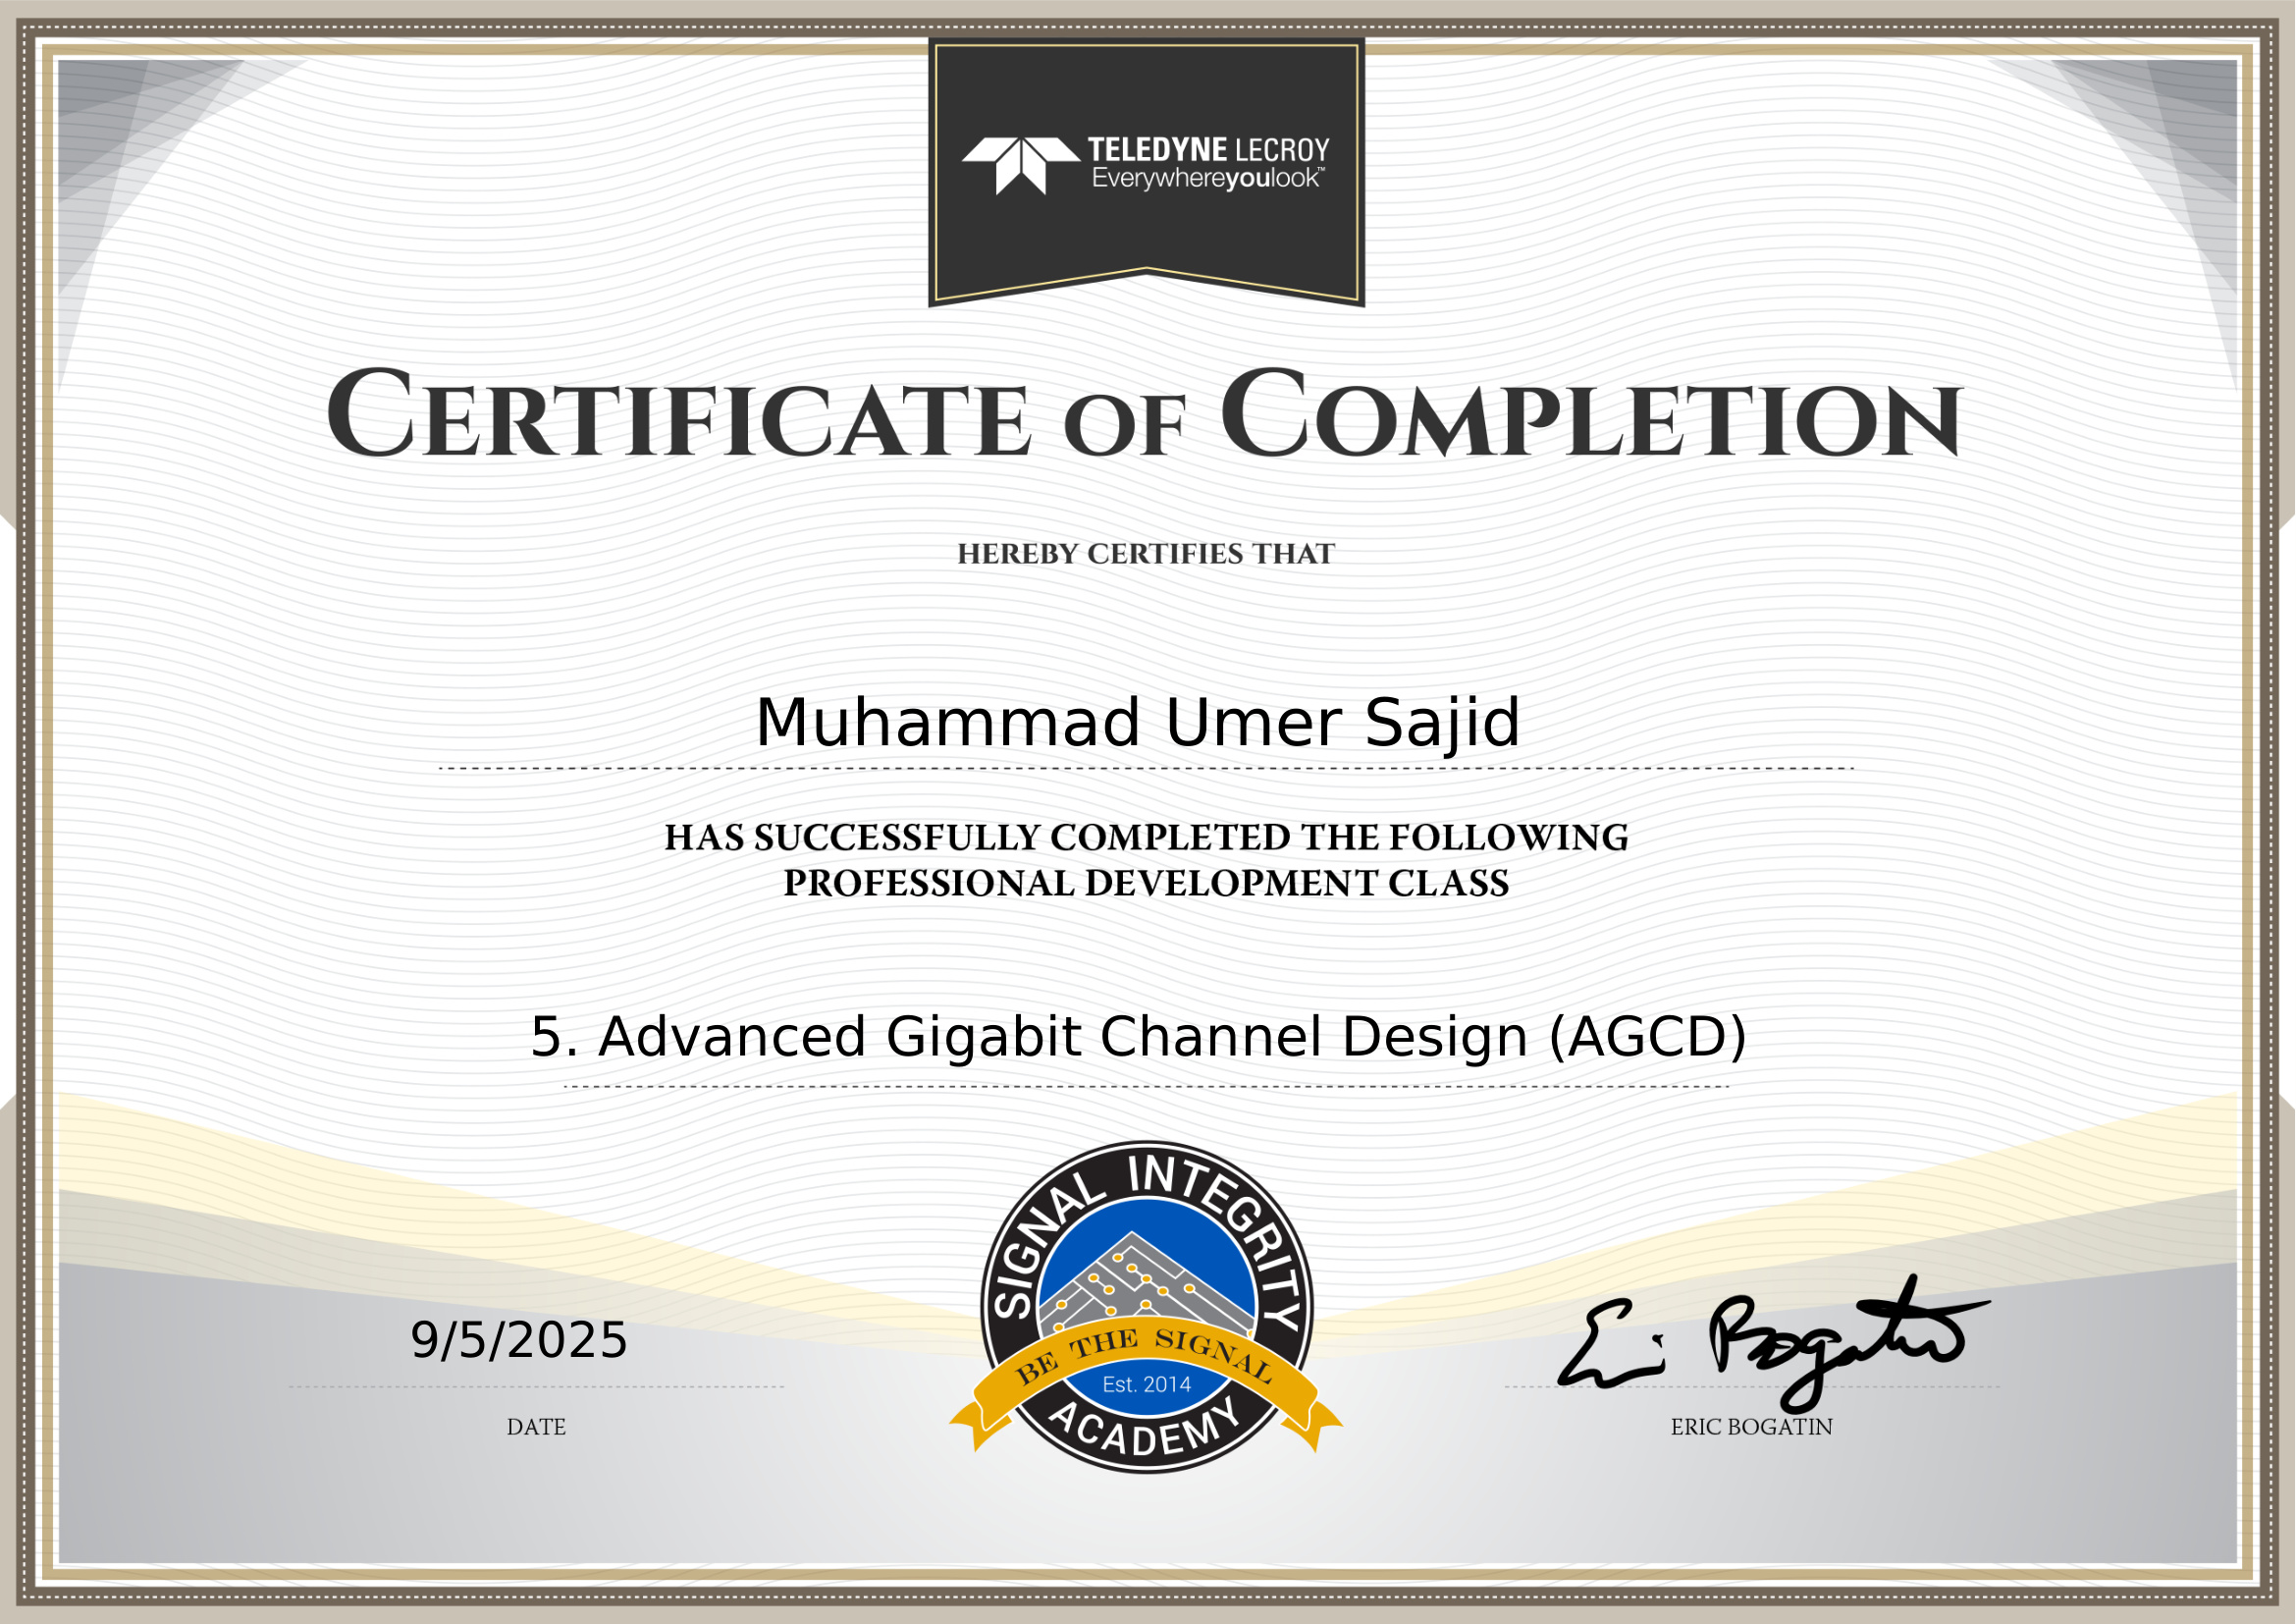 TELEDYNE LECROY
Everywhereyoulook™
CERTIFICATE OF COMPLETION
HEREBY CERTIFIES THAT
Muhammad Umer Sajid
HAS SUCCESSFULLY COMPLETED THE FOLLOWING
PROFESSIONAL DEVELOPMENT CLASS
5. Advanced Gigabit Channel Design (AGCD)
SIGNAL INTEGRITY
BE THE SIGNAL
Est. 2014
ACADEMY
9/5/2025
DATE
Eric Bogatin
ERIC BOGATIN